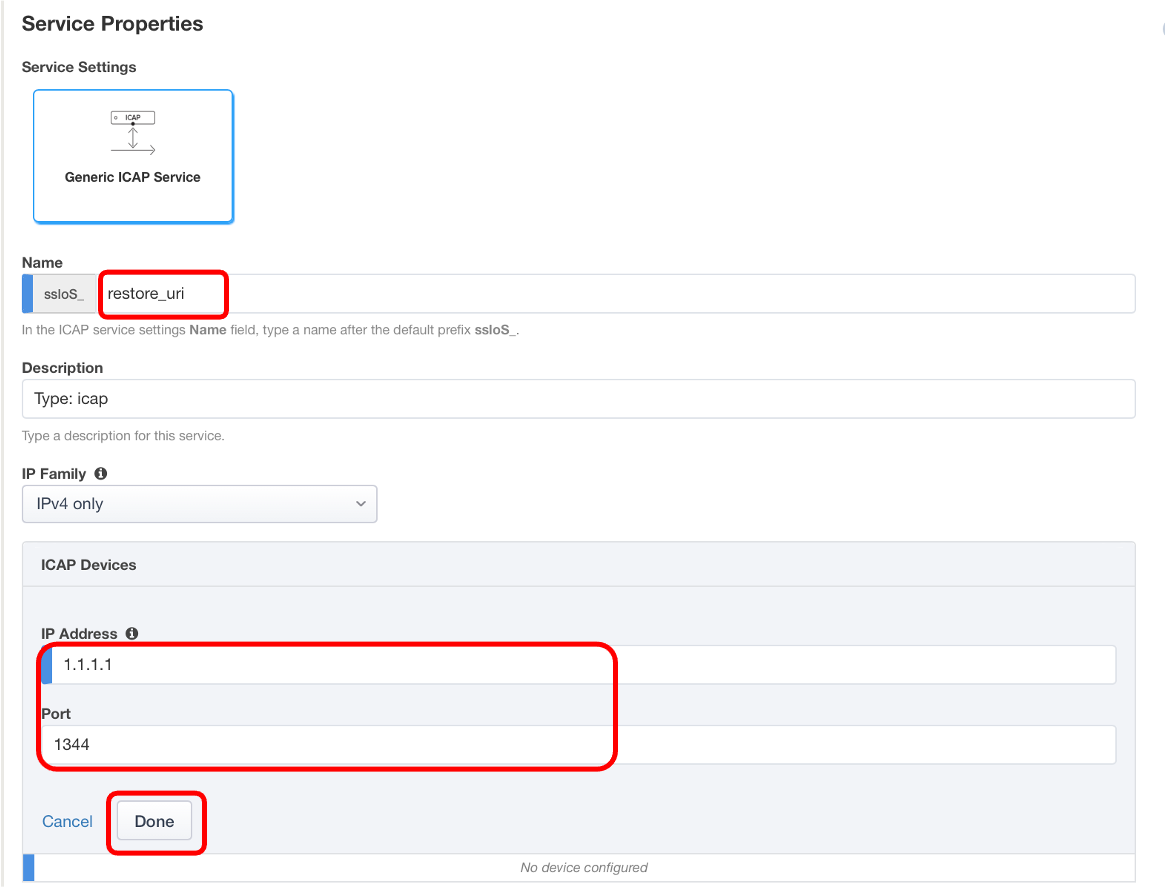 Service Properties
Service Settings
ICAP
Generic ICAP Service
Name
ssloS_ restore_uri
In the ICAP service settings Name field, type a name after the default prefix ssloS_.
Description
Type: icap
Type a description for this service.
IP Family
IPv4 only
ICAP Devices
IP Address
1.1.1.1
Port
1344
Cancel Done
No device configured